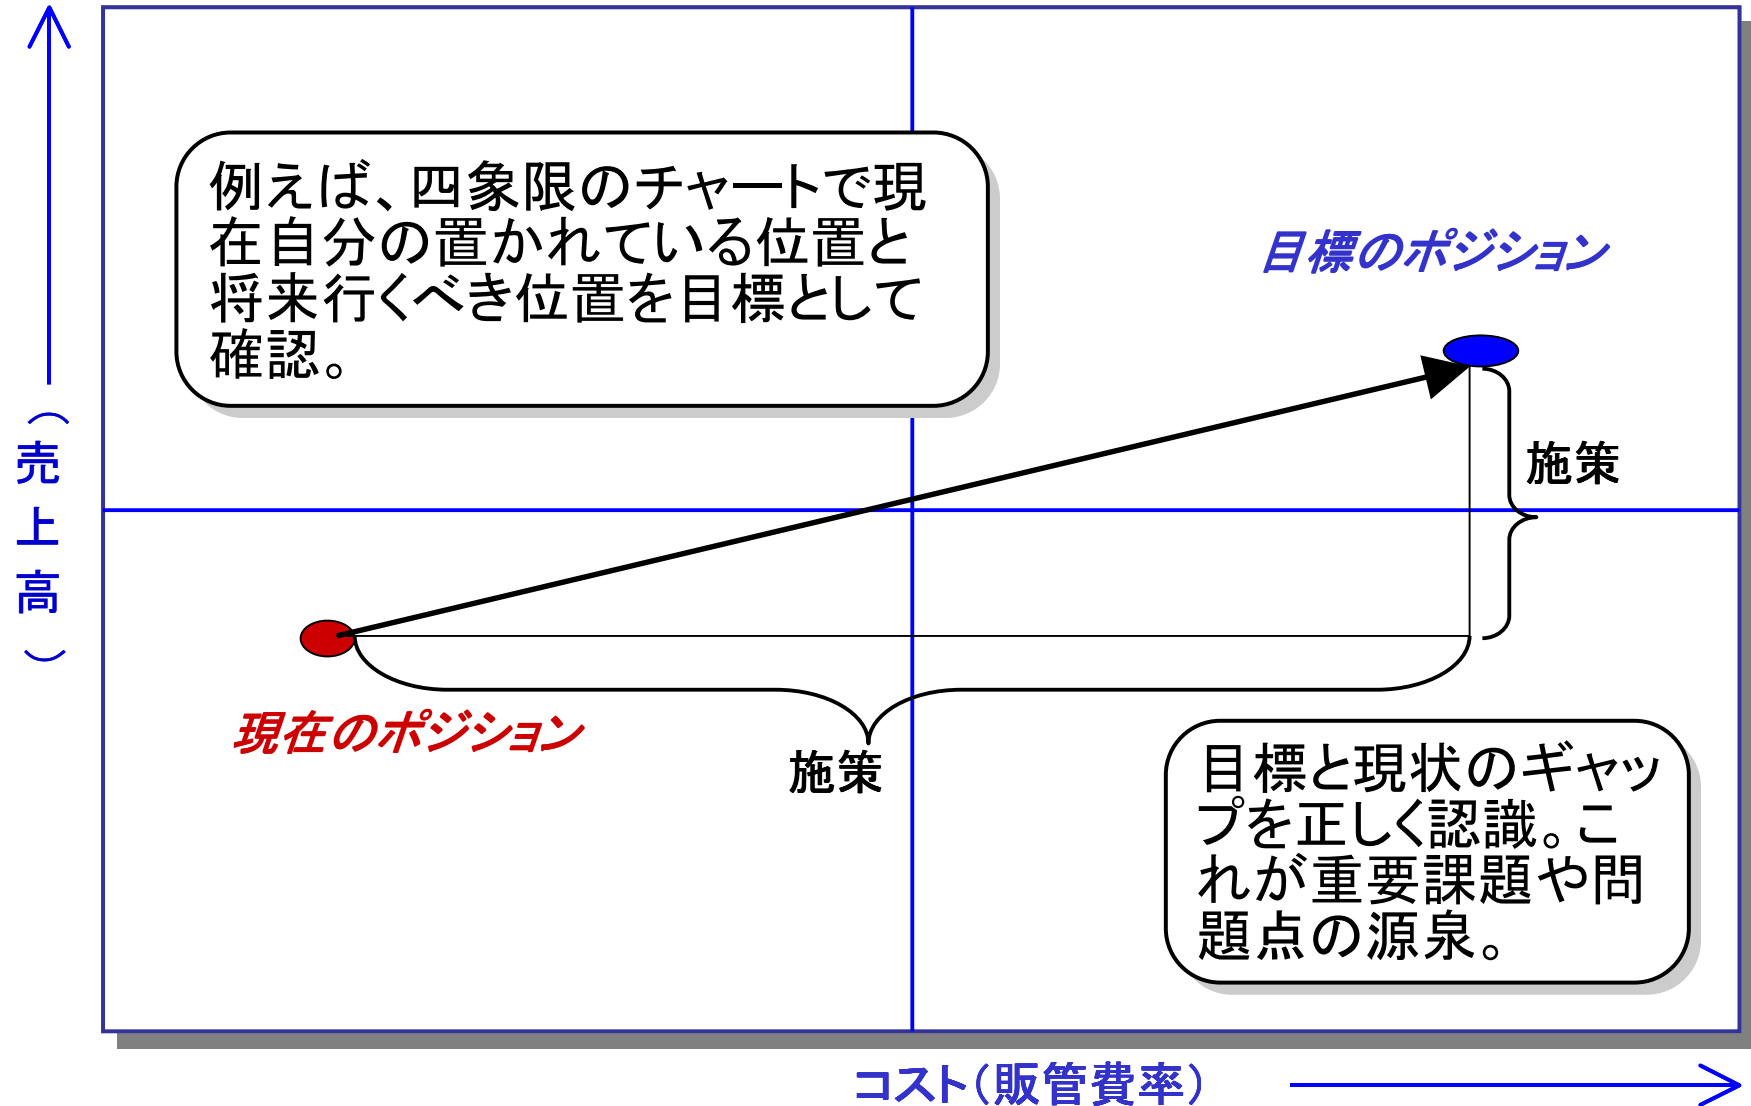 例えば、四象限のチャートで現
在自分の置かれている位置と
将来行くべき位置を目標として
確認。
目標のポジション
（売上高）
施策
現在のポジション
施策
目標と現状のギャッ
プを正しく認識。こ
れが重要課題や問
題点の源泉。
コスト（販管費率）